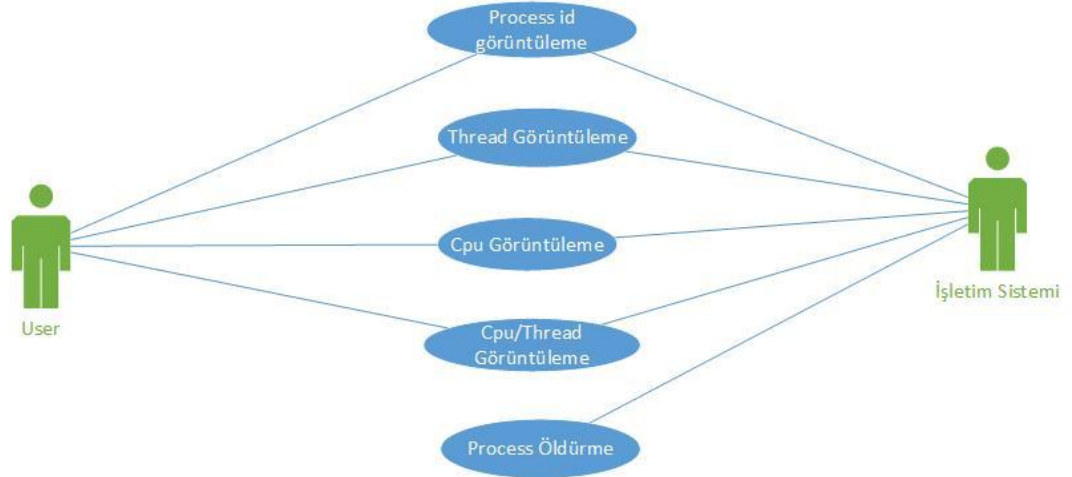 Process id
görüntüleme
Thread Görüntüleme
Cpu Görüntüleme
İşletim Sistemi
User
Cpu/Thread
Görüntüleme
Process Öldürme